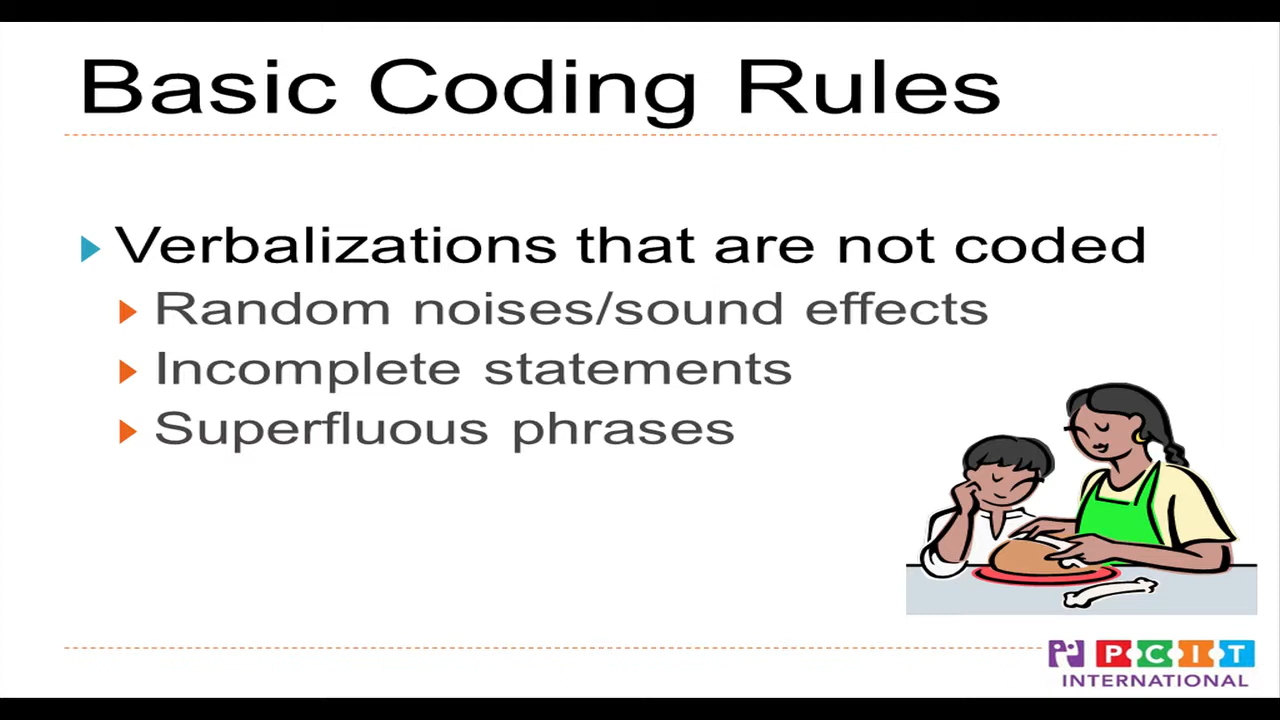 Basic Coding Rules
Verbalizations that are not coded
Random noises/sound effects
Incomplete statements
Superfluous phrases
PCIT
INTERNATIONAL